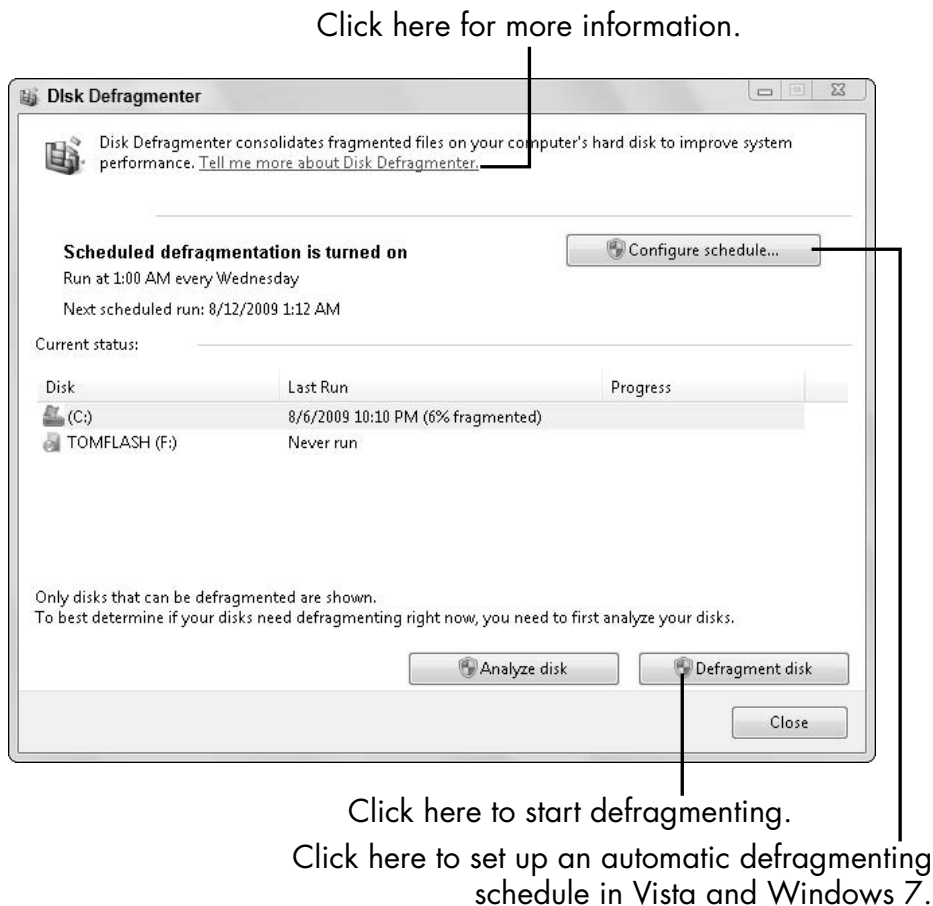 Click here for more information.
DIsk Defragmenter
Disk Defragmenter consolidates fragmented files on your computer's hard disk to improve system
performance. Tell me more about Disk Defragmenter.
Scheduled defragmentation is turned on
Configure schedule...
Run at 1:00 AM every Wednesday
Next scheduled run: 8/12/2009 1:12 AM
Current status:
Disk Last Run Progress
(C:) 8/6/2009 10:10 PM (6% fragmented)
TOMFLASH (F:) Never run
Only disks that can be defragmented are shown.
To best determine if your disks need defragmenting right now, you need to first analyze your disks.
Analyze disk Defragment disk
Close
Click here to start defragmenting.
Click here to set up an automatic defragmenting
schedule in Vista and Windows 7.